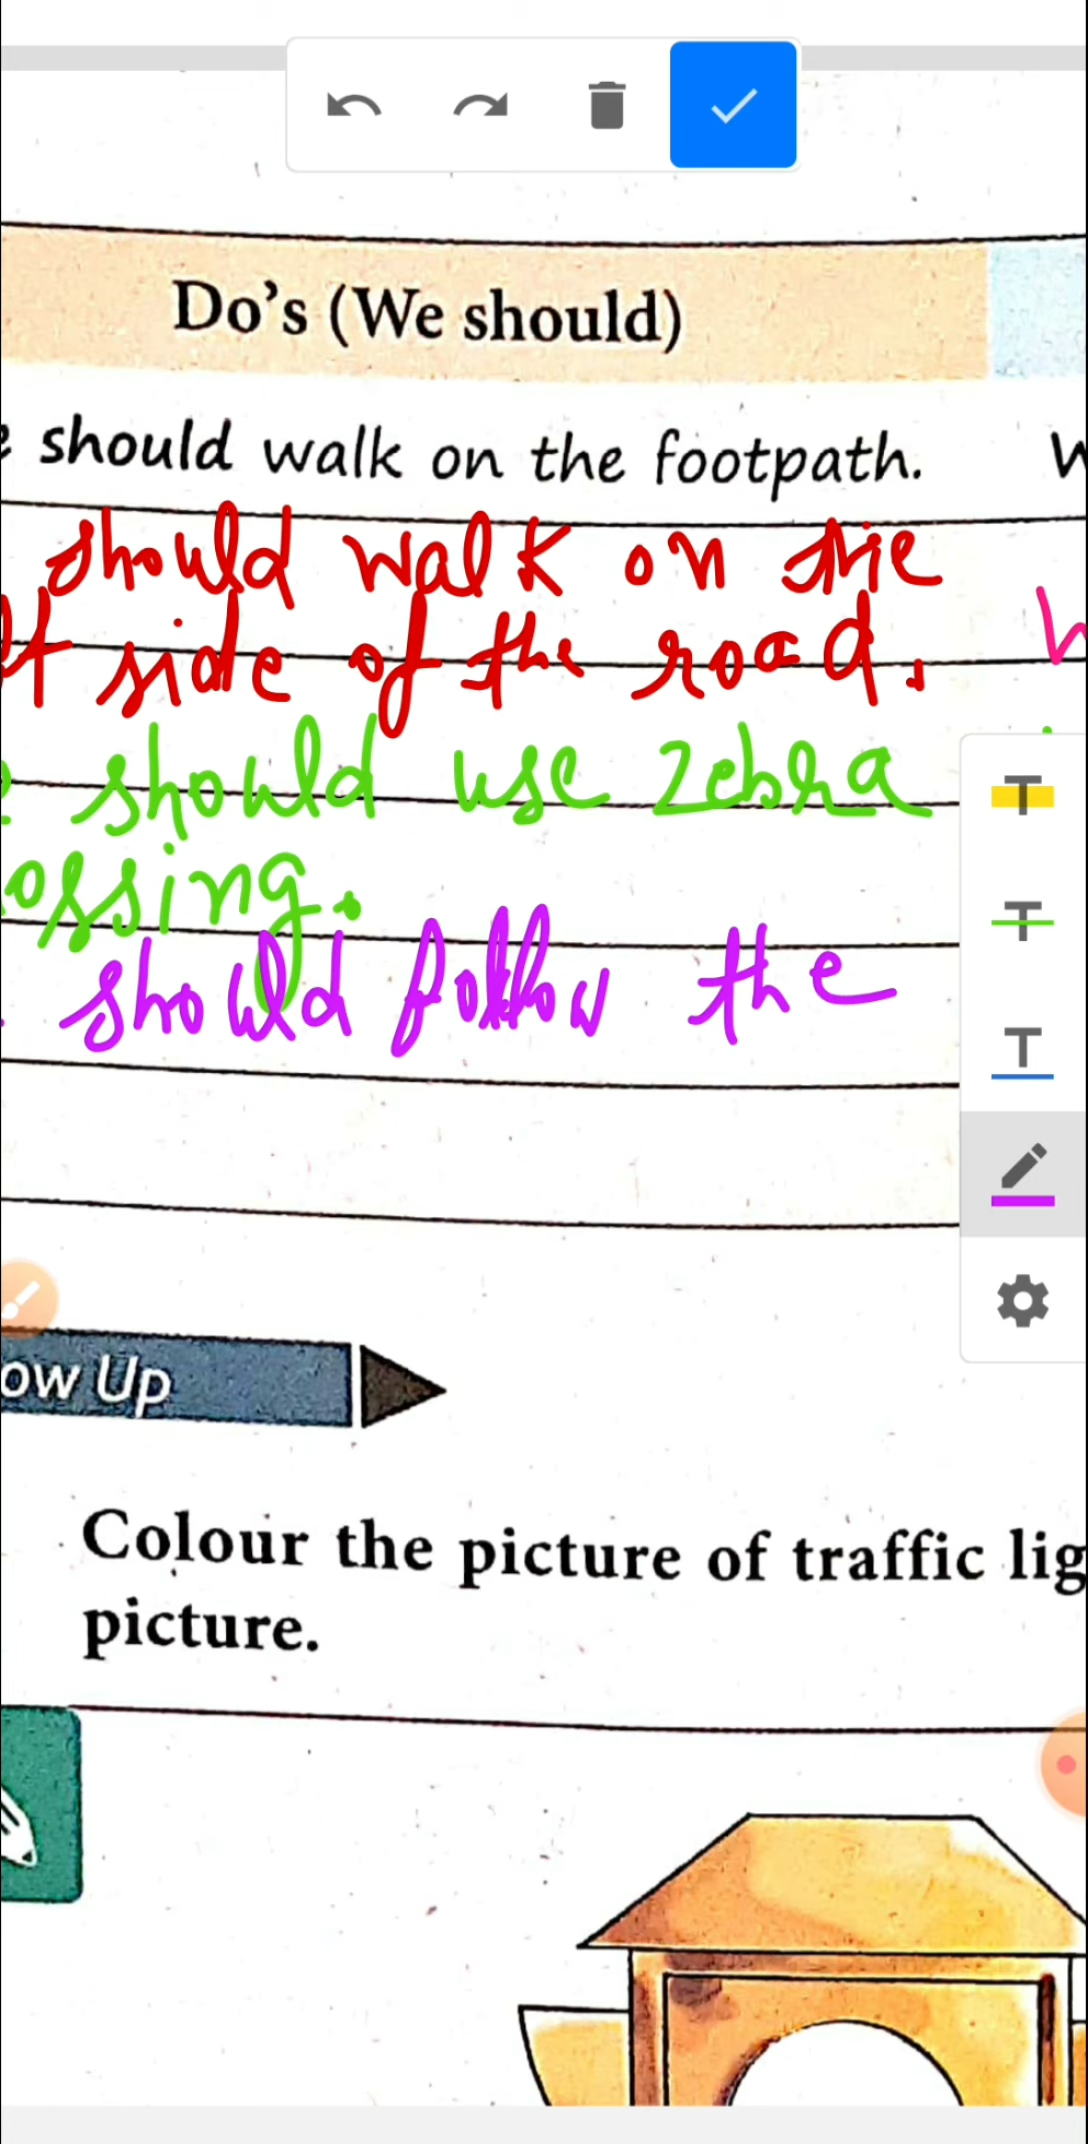 Do's (We should)
e should walk on the footpath. W
should walk on the
ft side of the road.
should use zebra
ossing.
should follow the
ow Up
Colour the picture of traffic lig
picture.